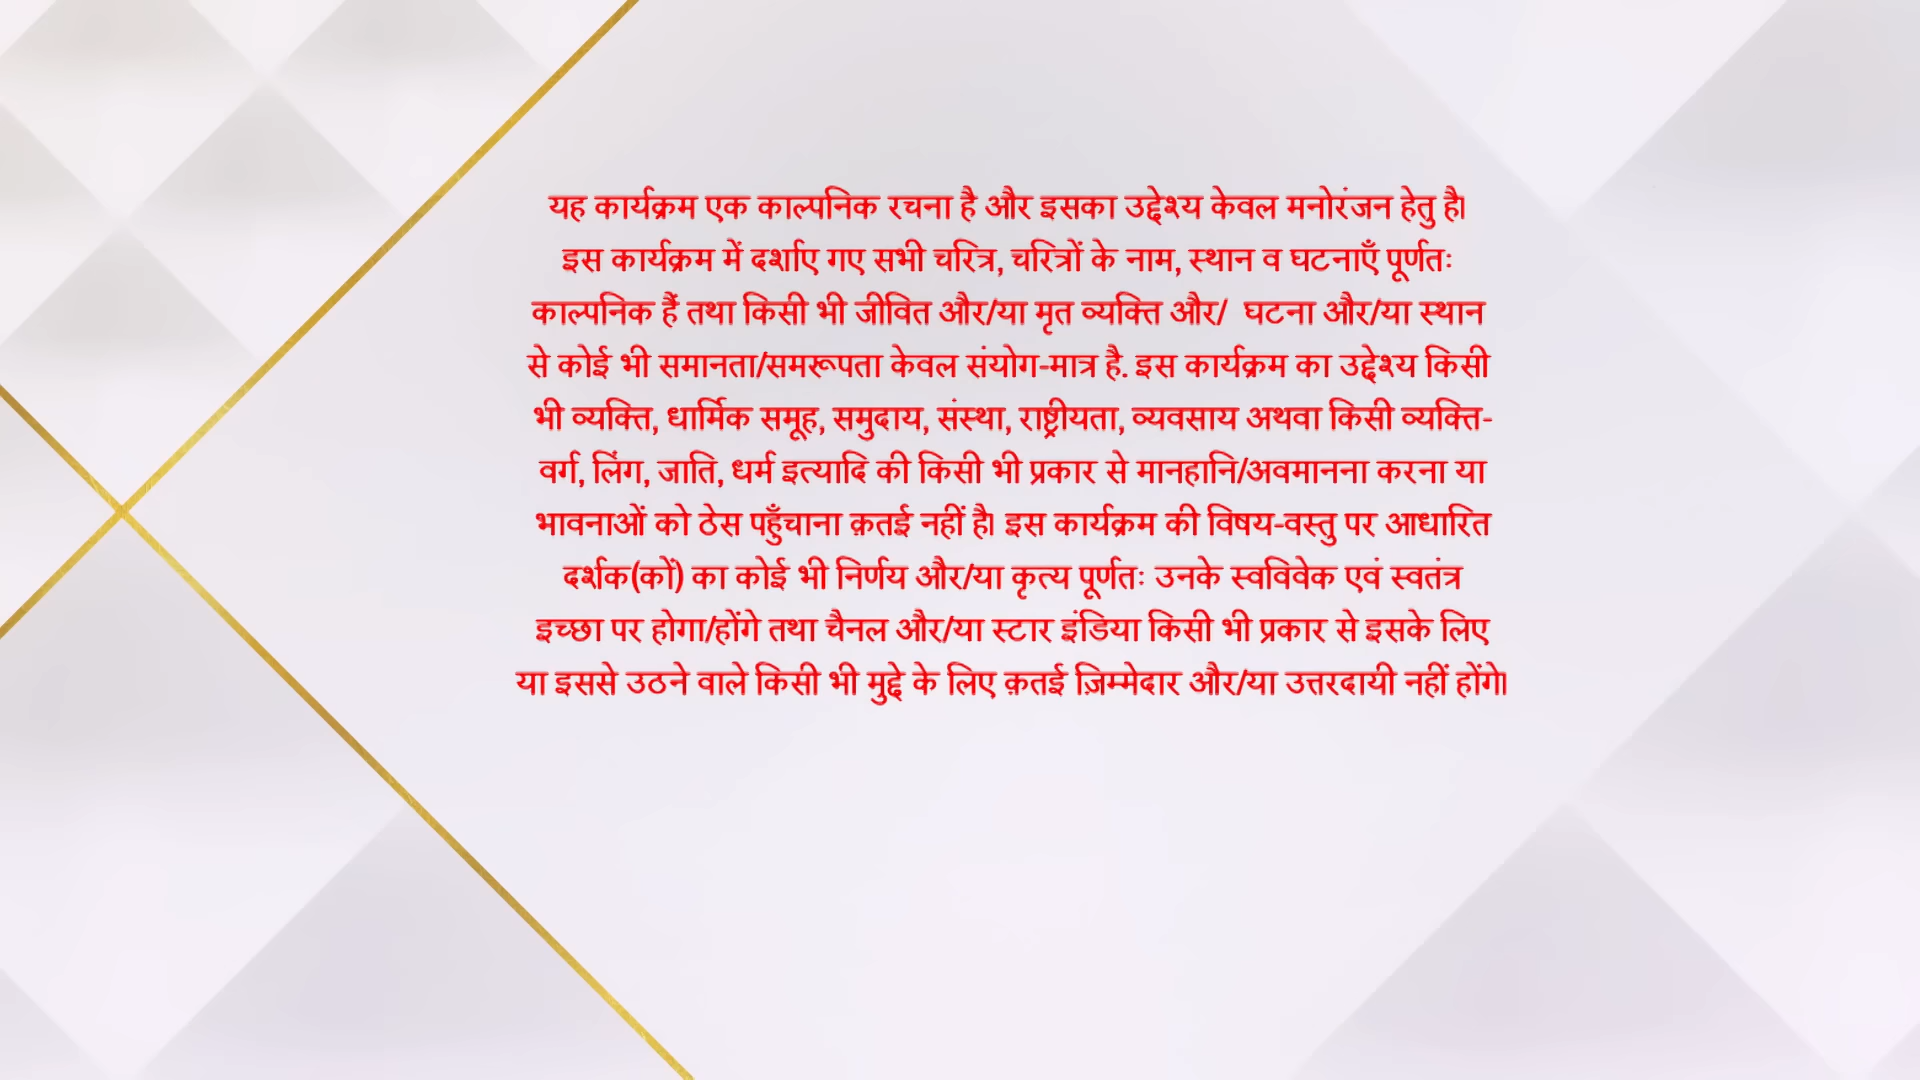 यह कार्यक्रम एक काल्पनिक रचना है और इसका उद्देश्य केवल मनोरंजन हेतु है।
इस कार्यक्रम में दर्शाए गए सभी चरित्र, चरित्रों के नाम, स्थान व घटनाएँ पूर्णतः
काल्पनिक हैं तथा किसी भी जीवित और/या मृत व्यक्ति और/ घटना और/या स्थान
से कोई भी समानता/समरूपता केवल संयोग-मात्र है. इस कार्यक्रम का उद्देश्य किसी
भी व्यक्ति, धार्मिक समूह, समुदाय, संस्था, राष्ट्रीयता, व्यवसाय अथवा किसी व्यक्ति-
वर्ग, लिंग, जाति, धर्म इत्यादि की किसी भी प्रकार से मानहानि/अवमानना करना या
भावनाओं को ठेस पहुँचाना क़तई नहीं है। इस कार्यक्रम की विषय-वस्तु पर आधारित
दर्शक(कों) का कोई भी निर्णय और/या कृत्य पूर्णतः उनके स्वविवेक एवं स्वतंत्र
इच्छा पर होगा/होंगे तथा चैनल और/या स्टार इंडिया किसी भी प्रकार से इसके लिए
या इससे उठने वाले किसी भी मुद्दे के लिए क़तई ज़िम्मेदार और/या उत्तरदायी नहीं होंगे।